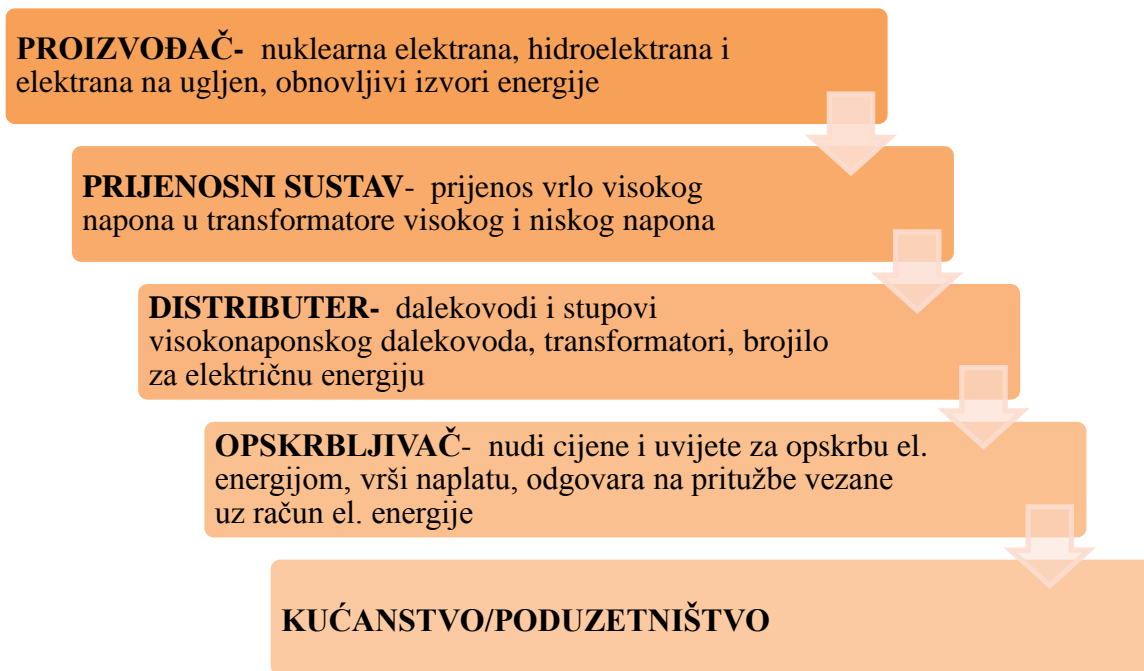 PROIZVOĐAČ- nuklearna elektrana, hidroelektrana i
elektrana na ugljen, obnovljivi izvori energije
PRIJENOSNI SUSTAV- prijenos vrlo visokog
napona u transformatore visokog i niskog napona
DISTRIBUTER- dalekovodi i stupovi
visokonaponskog dalekovoda, transformatori, brojilo
za električnu energiju
OPSKRBLJIVAČ- nudi cijene i uvijete za opskrbu el.
energijom, vrši naplatu, odgovara na pritužbe vezane
uz račun el. energije
KUĆANSTVO/PODUZETNIŠTVO